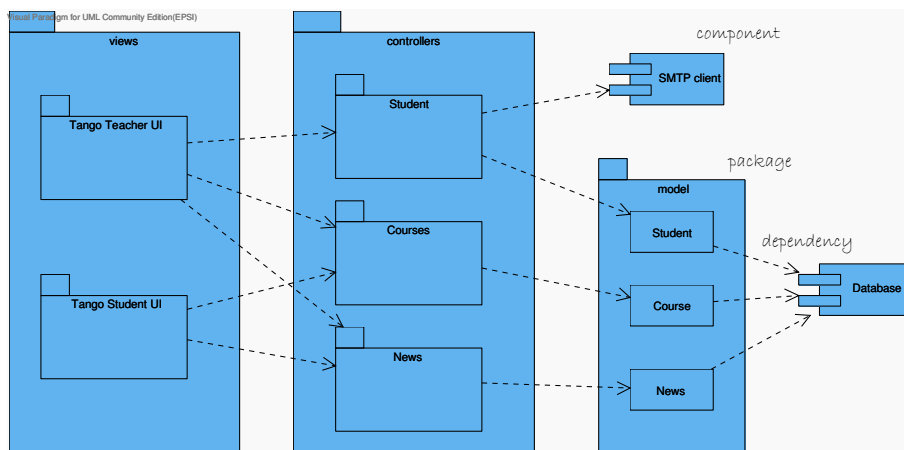 Visual Paradigm for UML Community Edition(EPSI)
views
Tango Teacher UI
Tango Student UI
controllers
Student
Courses
News
component
SMTP client
package
model
Student
Course
News
dependency
Database